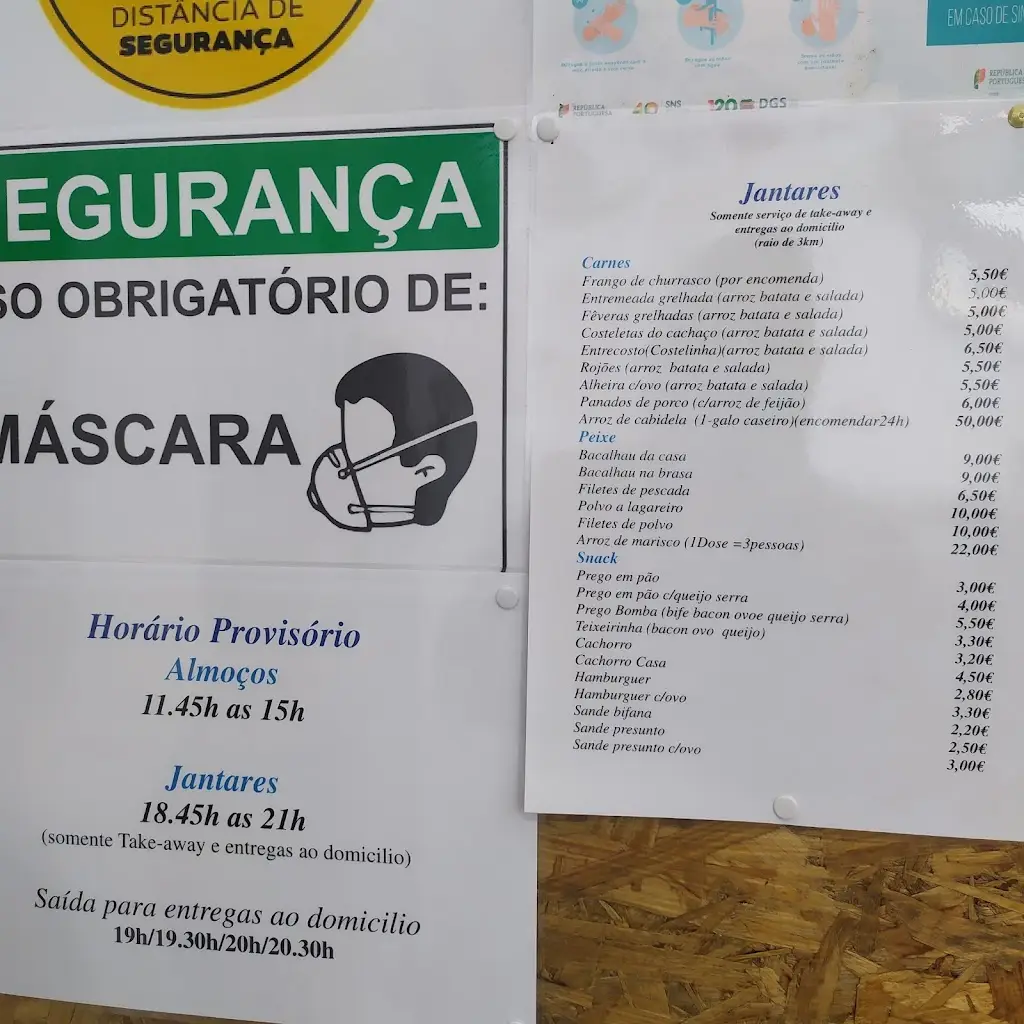 DISTÂNCIA DE
SEGURANÇA
EGURANÇA
SO OBRIGATÓRIO DE:
MÁSCARA
Horário Provisório
Almoços
11.45h as 15h
Jantares
18.45h as 21h
(somente Take-away e entregas ao domicilio)
Saída para entregas ao domicilio
19h/19.30h/20h/20.30h
EM CASO DE SIN
REPÚBLICA PORTUGUESA
SNS
DGS
REPÚBLICA
PORTUGUES
Jantares
Somente serviço de take-away e
entregas ao domicilio
(raio de 3km)
Carnes
Frango de churrasco (por encomenda) 5,50€
Entremeada grelhada (arroz batata e salada) 5,00€
Fêveras grelhadas (arroz batata e salada) 5,00€
Costeletas do cachaço (arroz batata e salada) 5,00€
Entrecosto(Costelinha)(arroz batata e salada) 6,50€
Rojões (arroz batata e salada) 5,50€
Alheira c/ovo (arroz batata e salada) 5,50€
Panados de porco (c/arroz de feijão) 6,00€
Arroz de cabidela (1-galo caseiro)(encomendar24h) 50,00€
Peixe
Bacalhau da casa 9,00€
Bacalhau na brasa 9,00€
Filetes de pescada 6,50€
Polvo a lagareiro 10,00€
Filetes de polvo 10,00€
Arroz de marisco (1Dose =3pessoas) 22,00€
Snack
Prego em pão 3,00€
Prego em pão c/queijo serra 4,00€
Prego Bomba (bife bacon ovoe queijo serra) 5,50€
Teixeirinha (bacon ovo queijo) 3,30€
Cachorro 3,20€
Cachorro Casa 4,50€
Hamburguer 2,80€
Hamburguer c/ovo 3,30€
Sande bifana 2,20€
Sande presunto 2,50€
Sande presunto c/ovo 3,00€